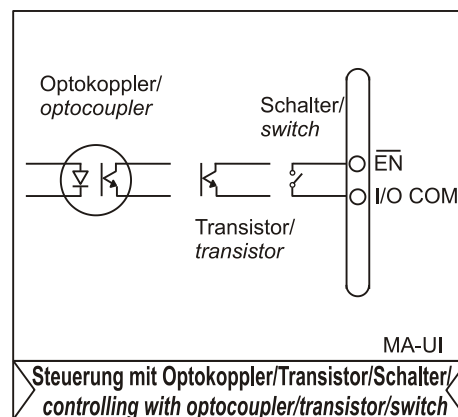 Optokoppler/
optocoupler
Schalter/
switch
E̅N̅
I/O COM
Transistor/
transistor
MA-UI
Steuerung mit Optokoppler/Transistor/Schalter/
controlling with optocoupler/transistor/switch